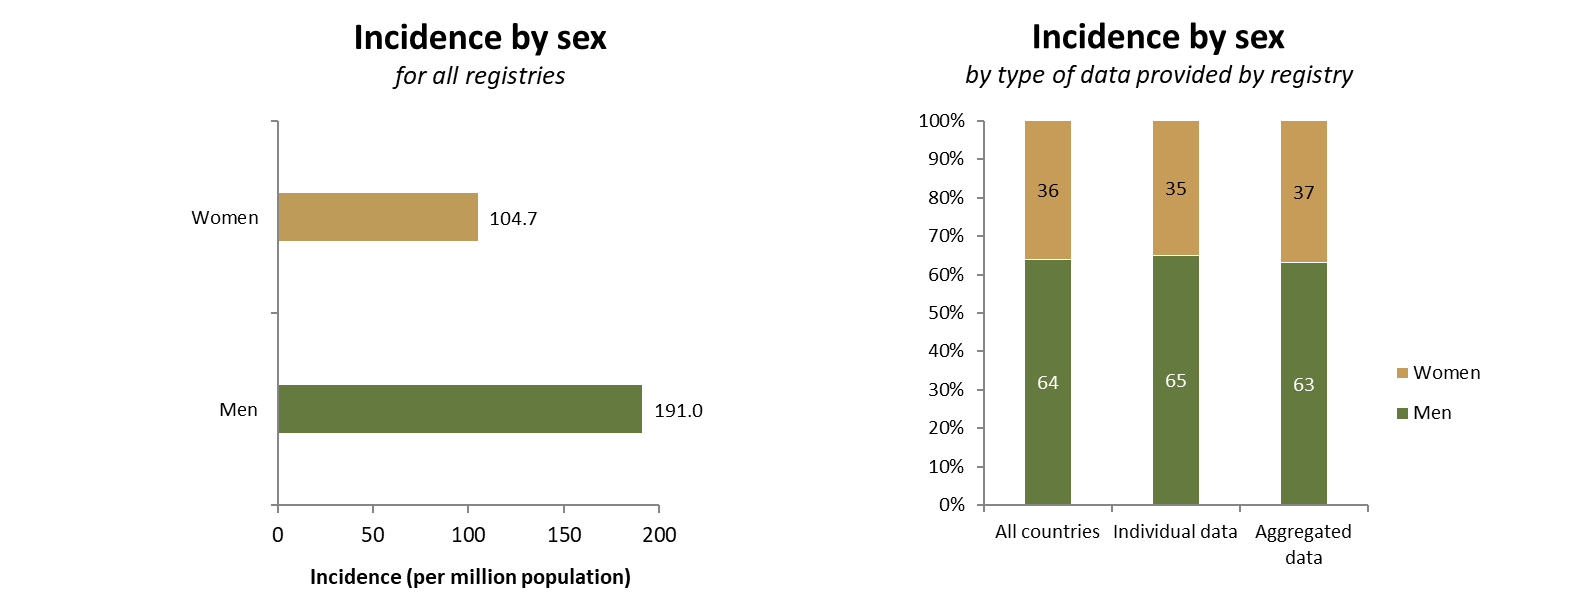 Incidence by sex
for all registries
Women
104.7
Men
191.0
0
50
100
150
200
Incidence (per million population)
Incidence by sex
by type of data provided by registry
100%
90%
80%
70%
60%
50%
40%
30%
20%
10%
0%
36
35
37
64
65
63
All countries
Individual data
Aggregated
data
Women
Men